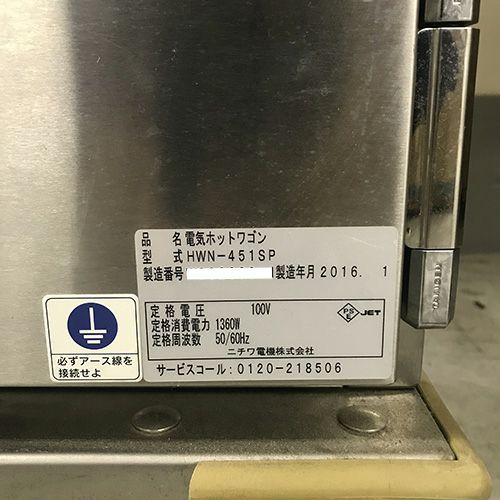 品 名 電気ホットワゴン
型 式 HWN-451SP
製造番号 製造年月 2016. 1
定格電圧 100V
定格消費電力 1360W
定格周波数 50/60Hz
PS E JET
ニチワ電機株式会社
サービスコール:0120-218506
必ずアース線を
接続せよ